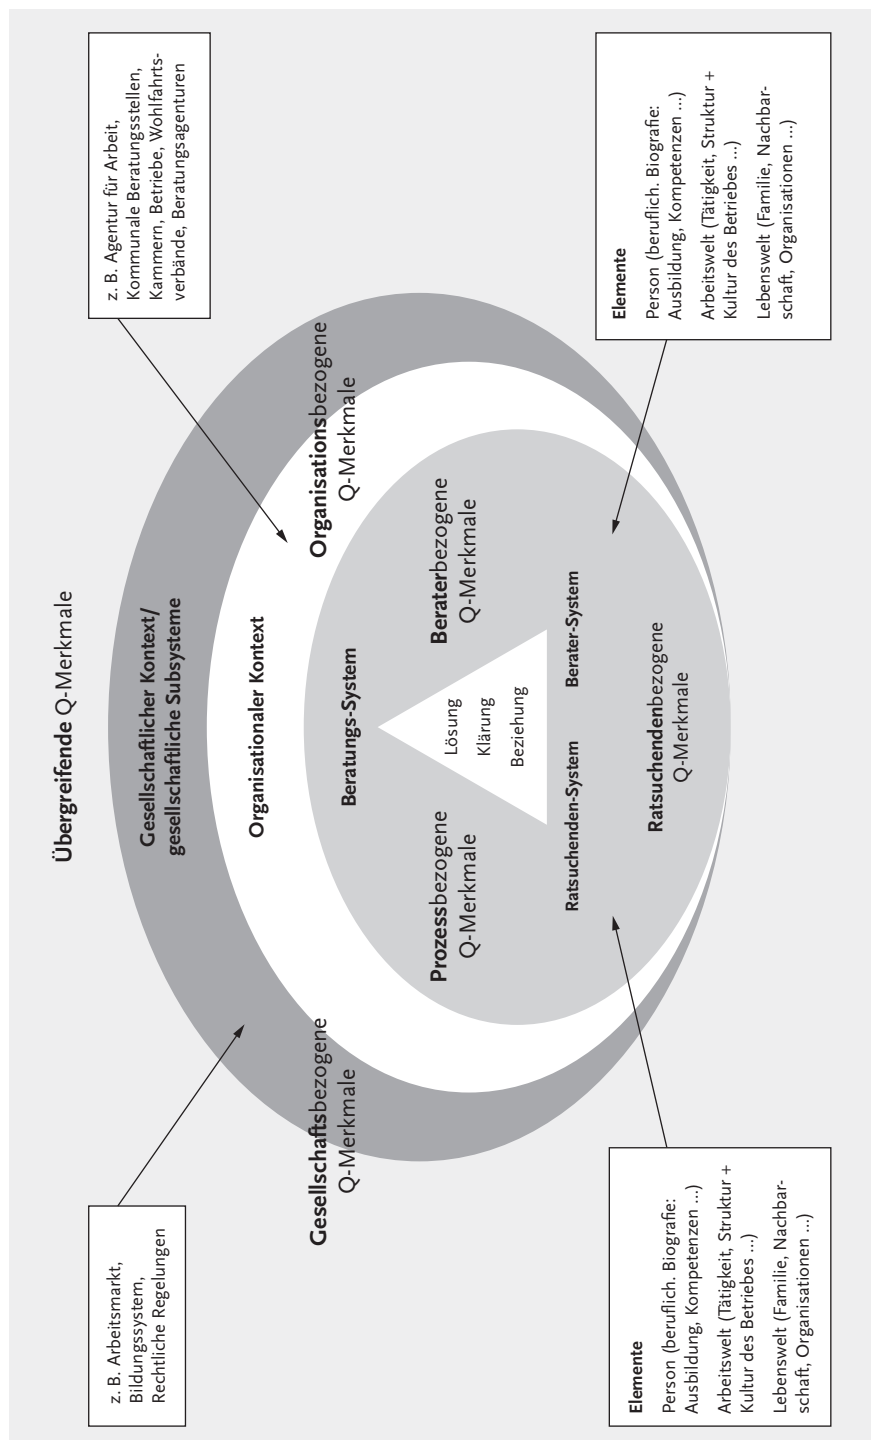 Übergreifende Q-Merkmale
z. B. Arbeitsmarkt,
Bildungssystem,
Rechtliche Regelungen
z. B. Agentur für Arbeit,
Kommunale Beratungsstellen,
Kammern, Betriebe, Wohlfahrts-
verbände, Beratungsagenturen
Gesellschaftlicher Kontext/
gesellschaftliche Subsysteme
Organisationaler Kontext
Gesellschaftsbezogene
Q-Merkmale
Organisationsbezogene
Q-Merkmale
Beratungs-System
Prozessbezogene
Q-Merkmale
Beraterbezogene
Q-Merkmale
Lösung
Klärung
Beziehung
Ratsuchenden-System
Berater-System
Ratsuchendenbezogene
Q-Merkmale
Elemente
Person (beruflich. Biografie:
Ausbildung, Kompetenzen ...)
Arbeitswelt (Tätigkeit, Struktur +
Kultur des Betriebes ...)
Lebenswelt (Familie, Nachbar-
schaft, Organisationen ...)
Elemente
Person (beruflich. Biografie:
Ausbildung, Kompetenzen ...)
Arbeitswelt (Tätigkeit, Struktur +
Kultur des Betriebes ...)
Lebenswelt (Familie, Nachbar-
schaft, Organisationen ...)